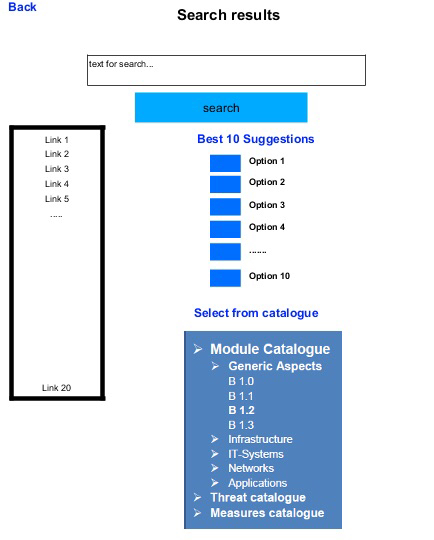 Back
Search results
text for search...
search
Link 1
Link 2
Link 3
Link 4
Link 5
.....
Link 20
Best 10 Suggestions
Option 1
Option 2
Option 3
Option 4
.......
Option 10
Select from catalogue
Module Catalogue
Generic Aspects
B 1.0
B 1.1
B 1.2
B 1.3
Infrastructure
IT-Systems
Networks
Applications
Threat catalogue
Measures catalogue